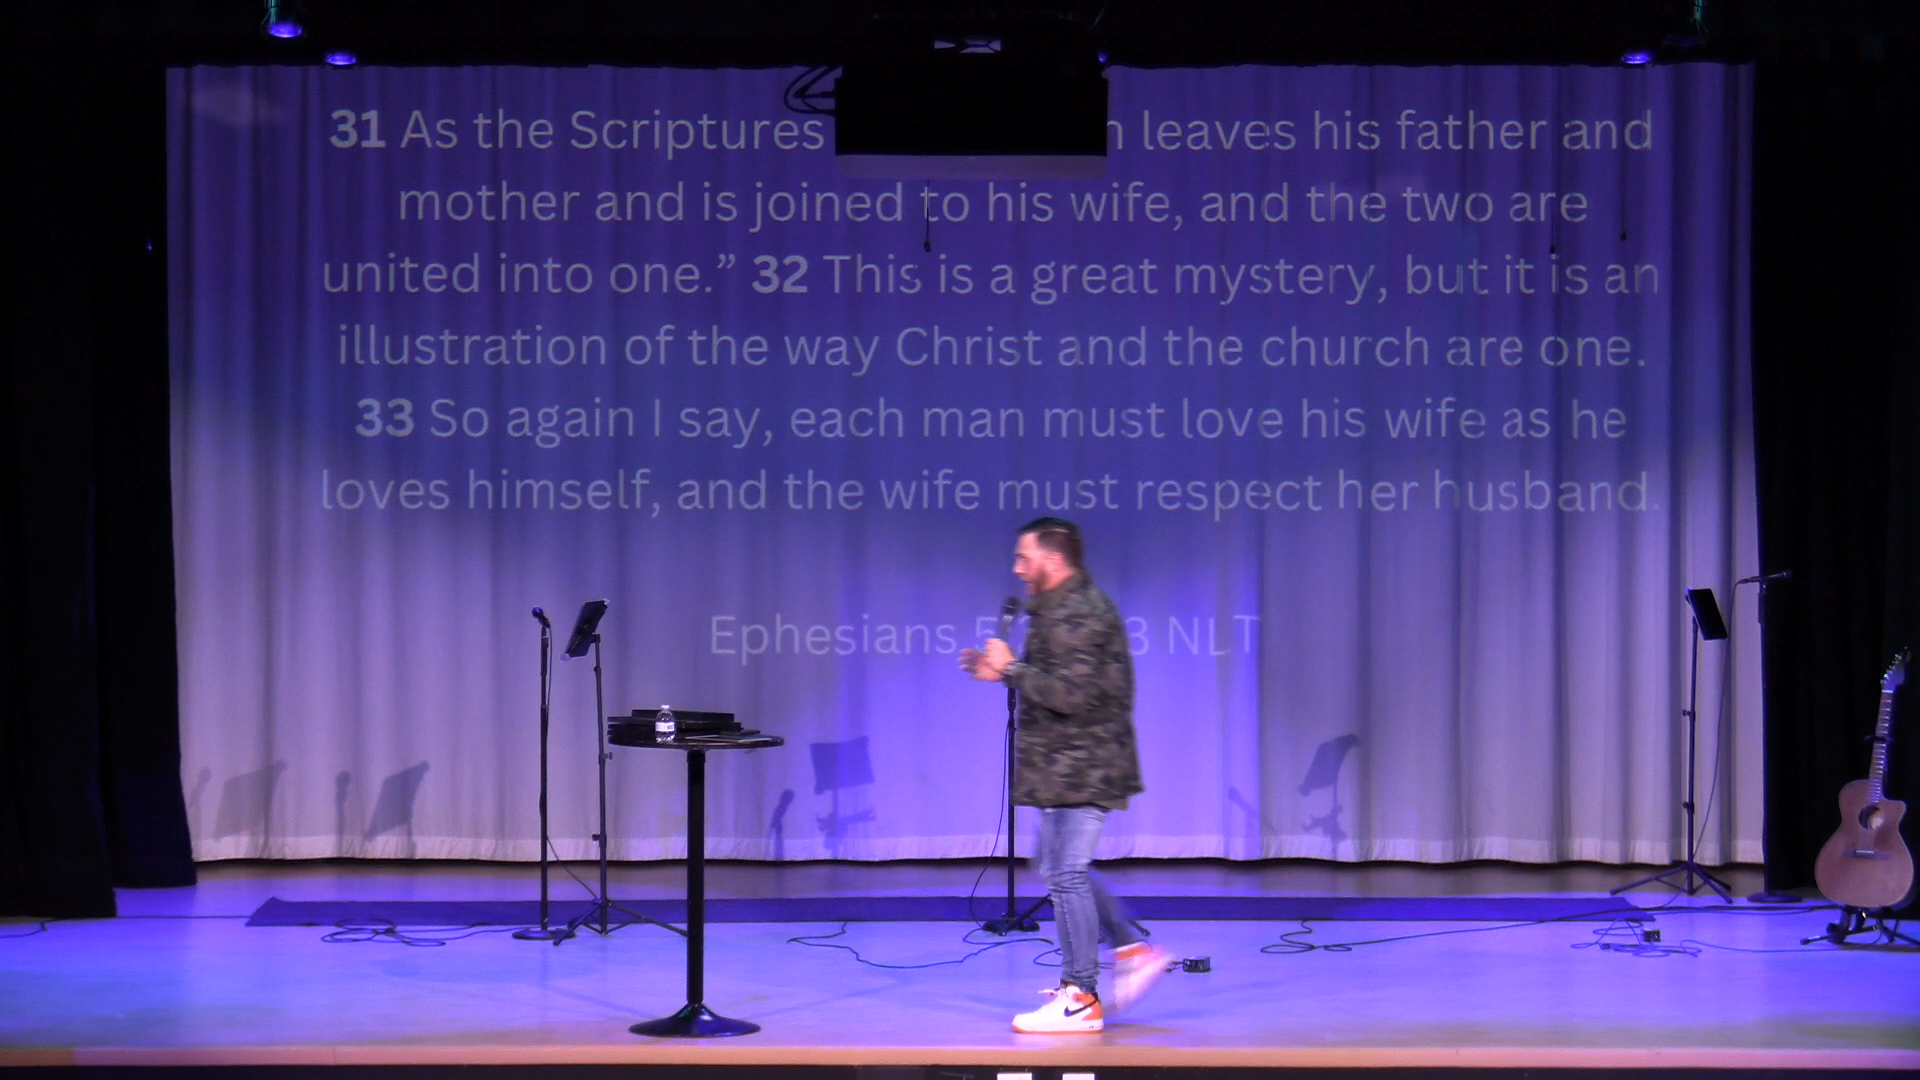 31 As the Scriptures leaves his father and
mother and is joined to his wife, and the two are
united into one.” 32 This is a great mystery, but it is an
illustration of the way Christ and the church are one.
33 So again I say, each man must love his wife as he
loves himself, and the wife must respect her husband.
Ephesians NLT